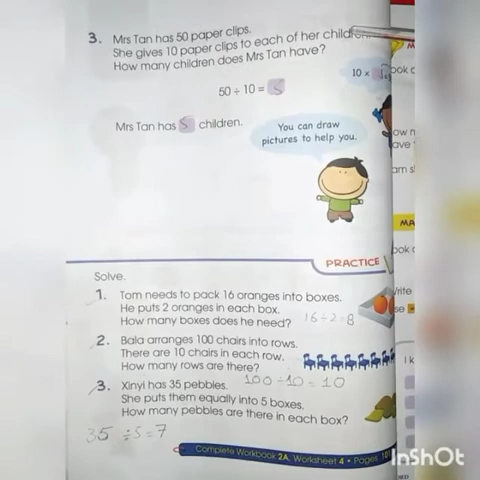 3. Mrs Tan has 50 paper clips.
She gives 10 paper clips to each of her
How many children does Mrs Tan have?
10 ×
50 ÷ 10 = 5
Mrs Tan has 5 children.
You can draw
pictures to help you.
MA
PRACTICE
Solve.
1. Tom needs to pack 16 oranges into boxes.
He puts 2 oranges in each box.
How many boxes does he need? 16÷2=8
2. Bala arranges 100 chairs into rows.
There are 10 chairs in each row.
How many rows are there?
100÷10=10
3. Xinyi has 35 pebbles.
She puts them equally into 5 boxes.
How many pebbles are there in each box?
35 ÷5=7
Complete Workbook 2A, Worksheet 4 • Pages
InShOt